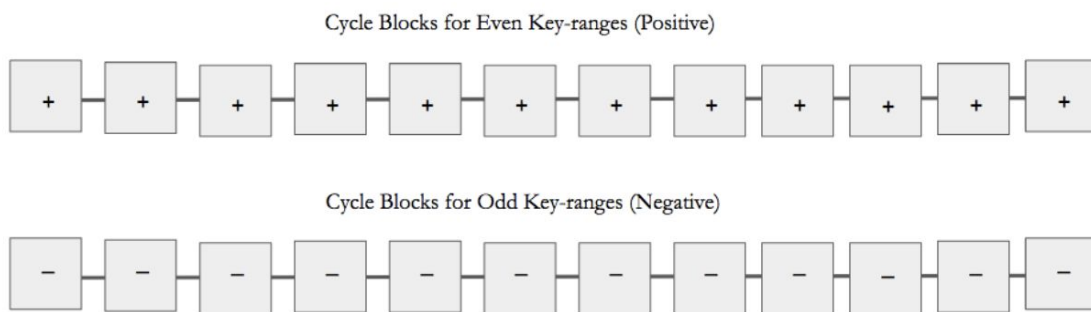 Cycle Blocks for Even Key-ranges (Positive)
+ + + + + + + + + + + +
Cycle Blocks for Odd Key-ranges (Negative)
− − − − − − − − − − − −